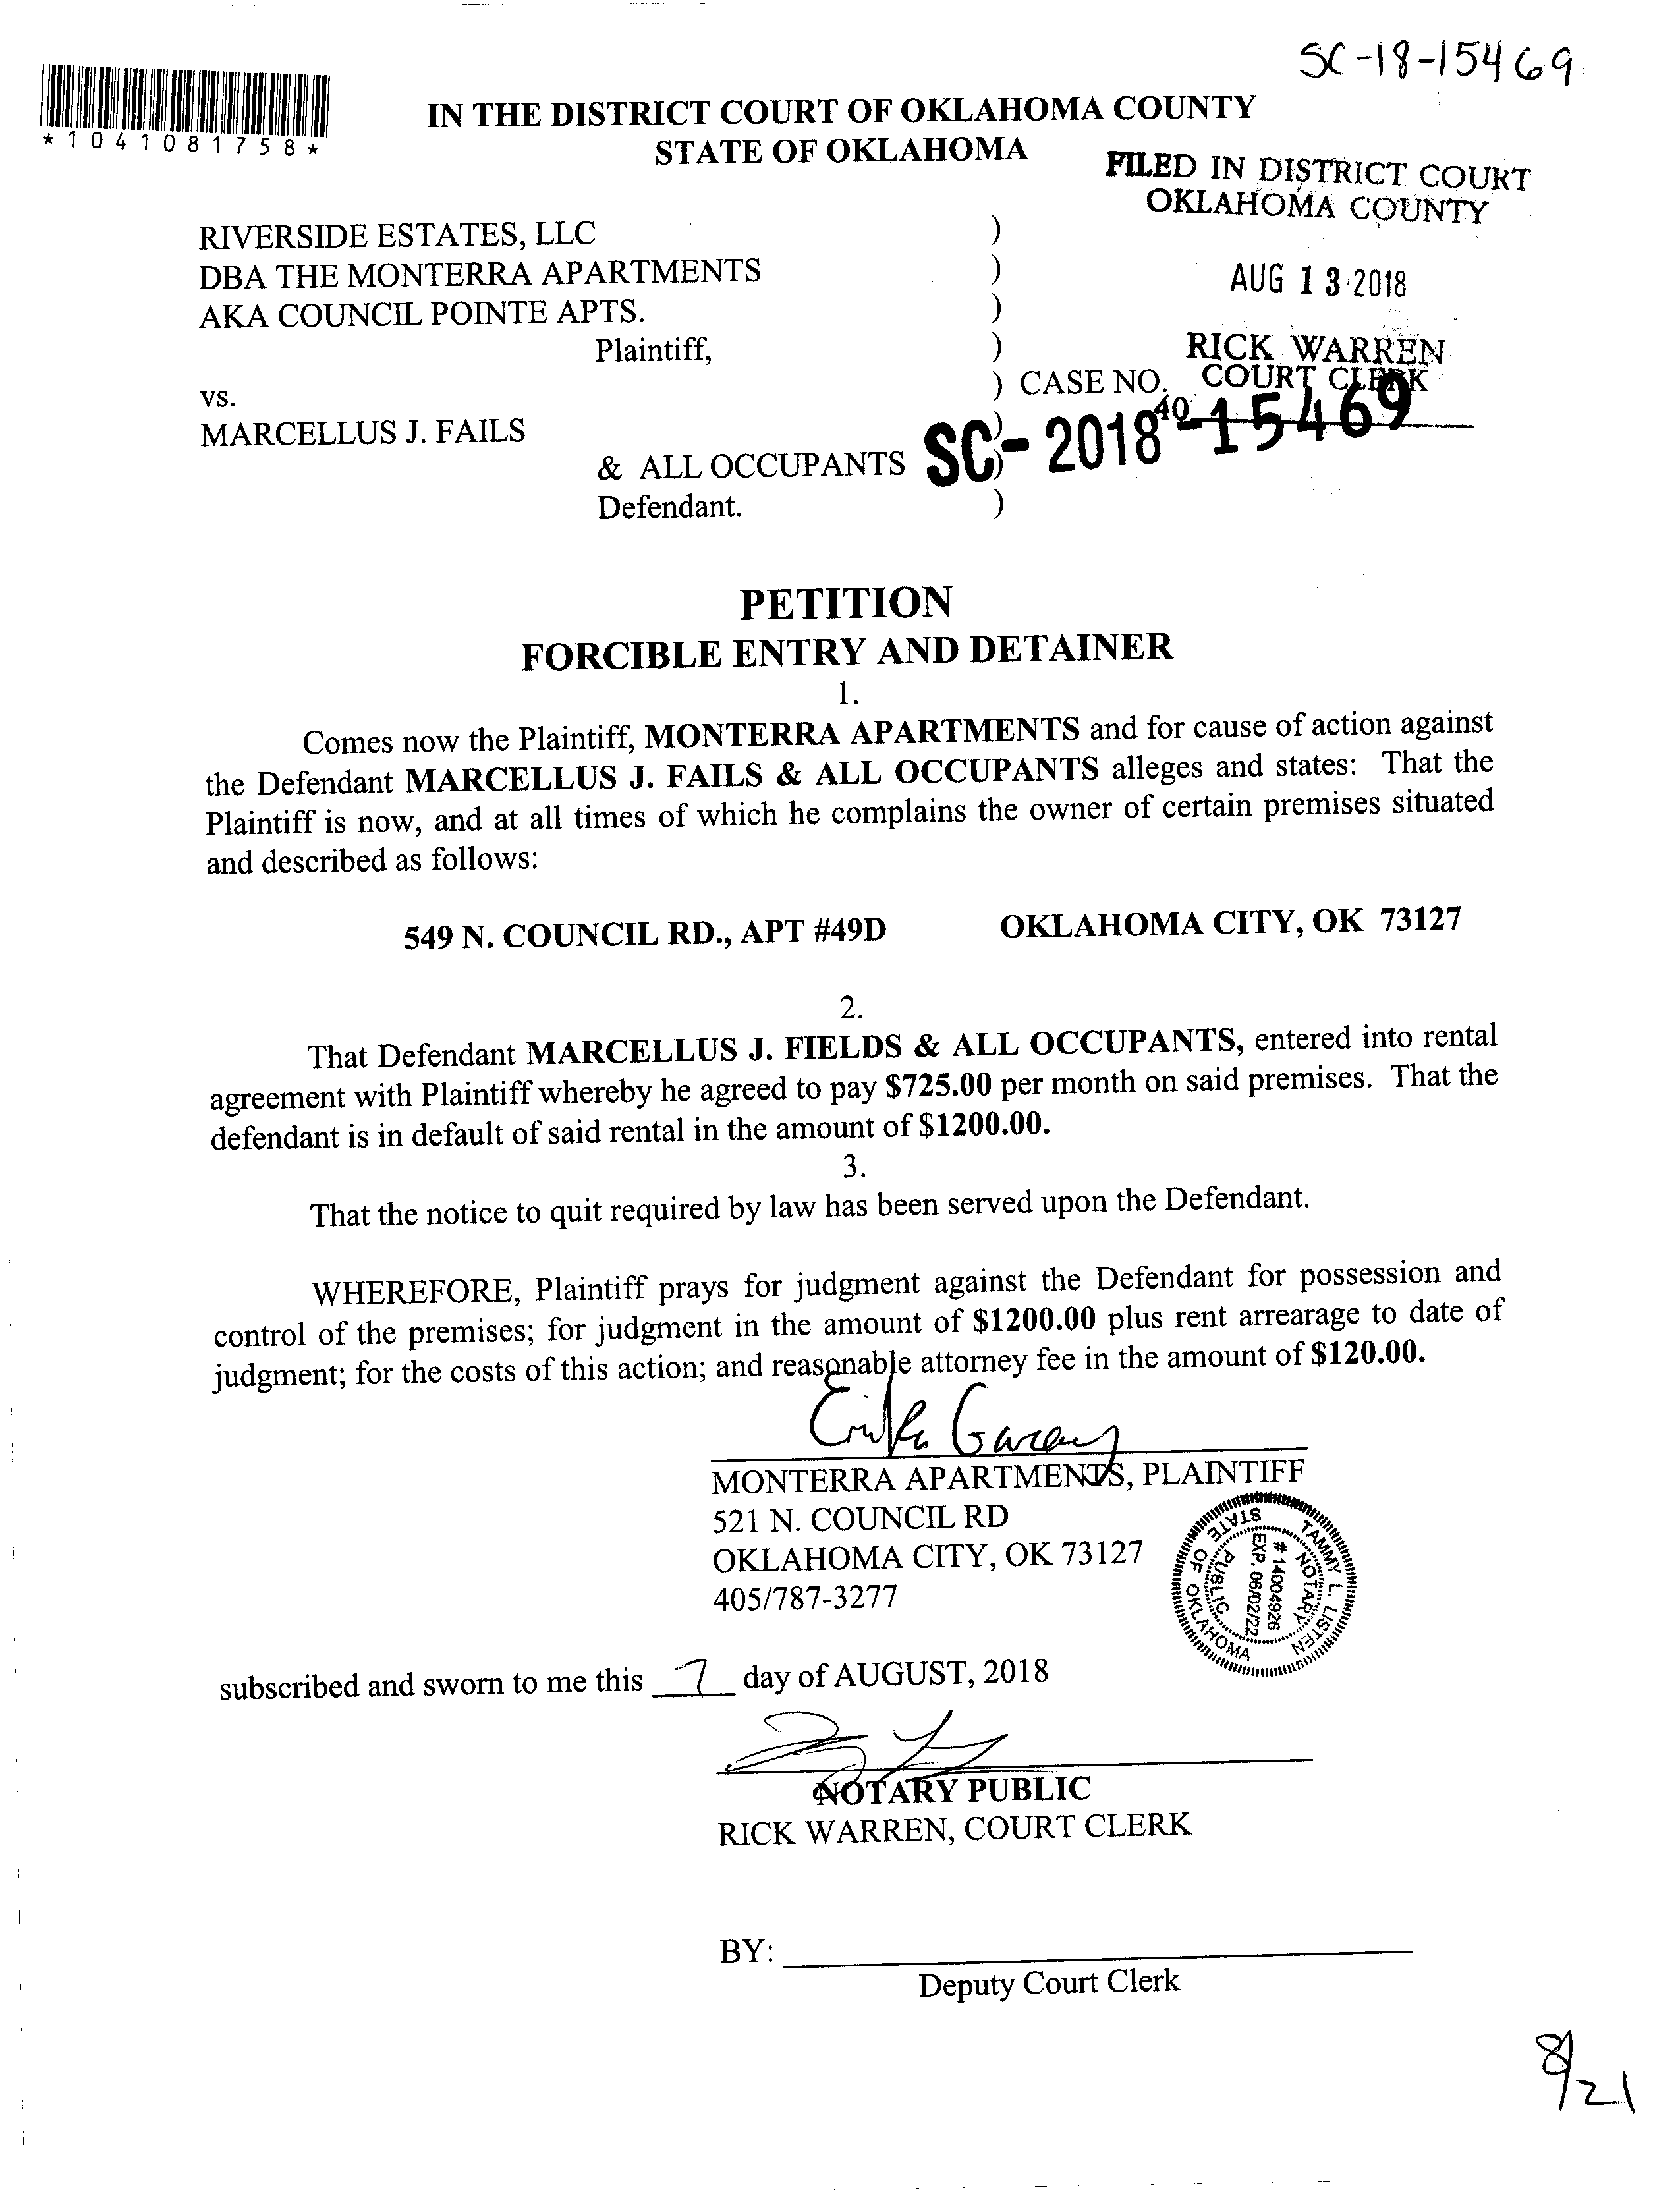 SC-18-15469
*1041081758*
IN THE DISTRICT COURT OF OKLAHOMA COUNTY
STATE OF OKLAHOMA
FILED IN DISTRICT COURT
OKLAHOMA COUNTY
AUG 13 2018
RICK WARREN
COURT CLERK
40
RIVERSIDE ESTATES, LLC )
DBA THE MONTERRA APARTMENTS )
AKA COUNCIL POINTE APTS. )
Plaintiff, )
vs. ) CASE NO.
SC-2018-15469
MARCELLUS J. FAILS )
& ALL OCCUPANTS )
Defendant. )
PETITION
FORCIBLE ENTRY AND DETAINER
1.
Comes now the Plaintiff, MONTERRA APARTMENTS and for cause of action against
the Defendant MARCELLUS J. FAILS & ALL OCCUPANTS alleges and states: That the
Plaintiff is now, and at all times of which he complains the owner of certain premises situated
and described as follows:
549 N. COUNCIL RD., APT #49D OKLAHOMA CITY, OK 73127
2.
That Defendant MARCELLUS J. FIELDS & ALL OCCUPANTS, entered into rental
agreement with Plaintiff whereby he agreed to pay $725.00 per month on said premises. That the
defendant is in default of said rental in the amount of $1200.00.
3.
That the notice to quit required by law has been served upon the Defendant.
WHEREFORE, Plaintiff prays for judgment against the Defendant for possession and
control of the premises; for judgment in the amount of $1200.00 plus rent arrearage to date of
judgment; for the costs of this action; and reasonable attorney fee in the amount of $120.00.
Erika Garay
MONTERRA APARTMENTS, PLAINTIFF
521 N. COUNCIL RD
OKLAHOMA CITY, OK 73127
405/787-3277
TAMMY L. LISTEN
NOTARY PUBLIC
STATE OF OKLAHOMA
# 14004926
EXP. 06/02/22
subscribed and sworn to me this 7 day of AUGUST, 2018
NOTARY PUBLIC
RICK WARREN, COURT CLERK
BY:
Deputy Court Clerk
8/21